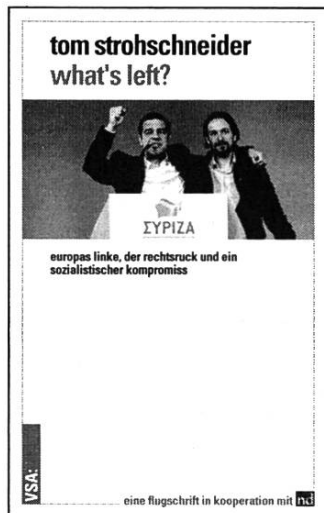 tom strohschneider
what's left?
ΣΥΡΙΖΑ
europas linke, der rechtsruck und ein
sozialistischer kompromiss
VSA:
eine flugschrift in kooperation mit nd